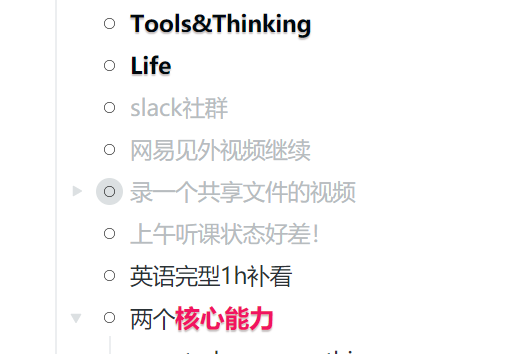 Tools&Thinking
Life
slack社群
网易见外视频继续
录一个共享文件的视频
上午听课状态好差！
英语完型1h补看
两个核心能力